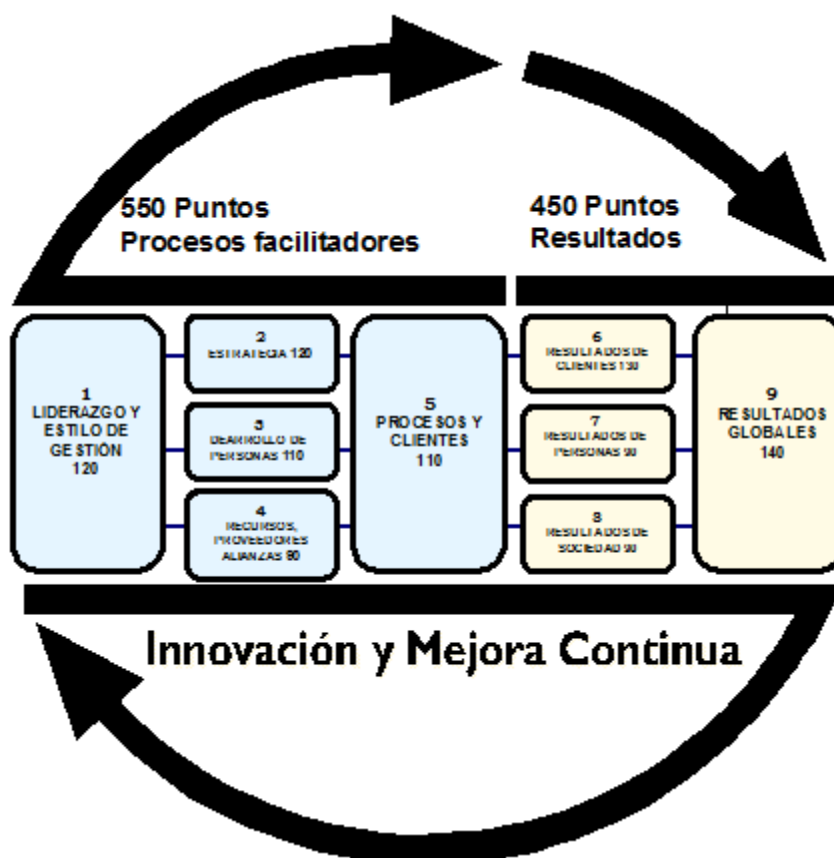 550 Puntos
Procesos facilitadores
450 Puntos
Resultados
1
LIDERAZGO Y
ESTILO DE
GESTIÓN
120
2
ESTRATEGIA 120
3
DEARROLLO DE
PERSONAS 110
4
RECURSOS,
PROVEEDORES
ALIANZAS 90
5
PROCESOS Y
CLIENTES
110
6
RESULTADOS DE
CLIENTES 130
7
RESULTADOS DE
PERSONAS 90
8
RESULTADOS DE
SOCIEDAD 90
9
RESULTADOS
GLOBALES
140
Innovación y Mejora Continua